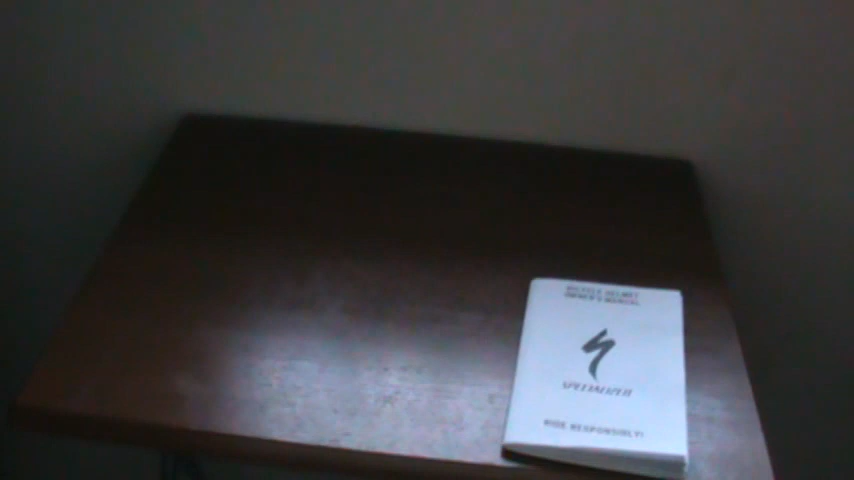 BICYCLE HELMET
OWNER'S MANUAL
SPECIALIZED
RIDE RESPONSIBLY!